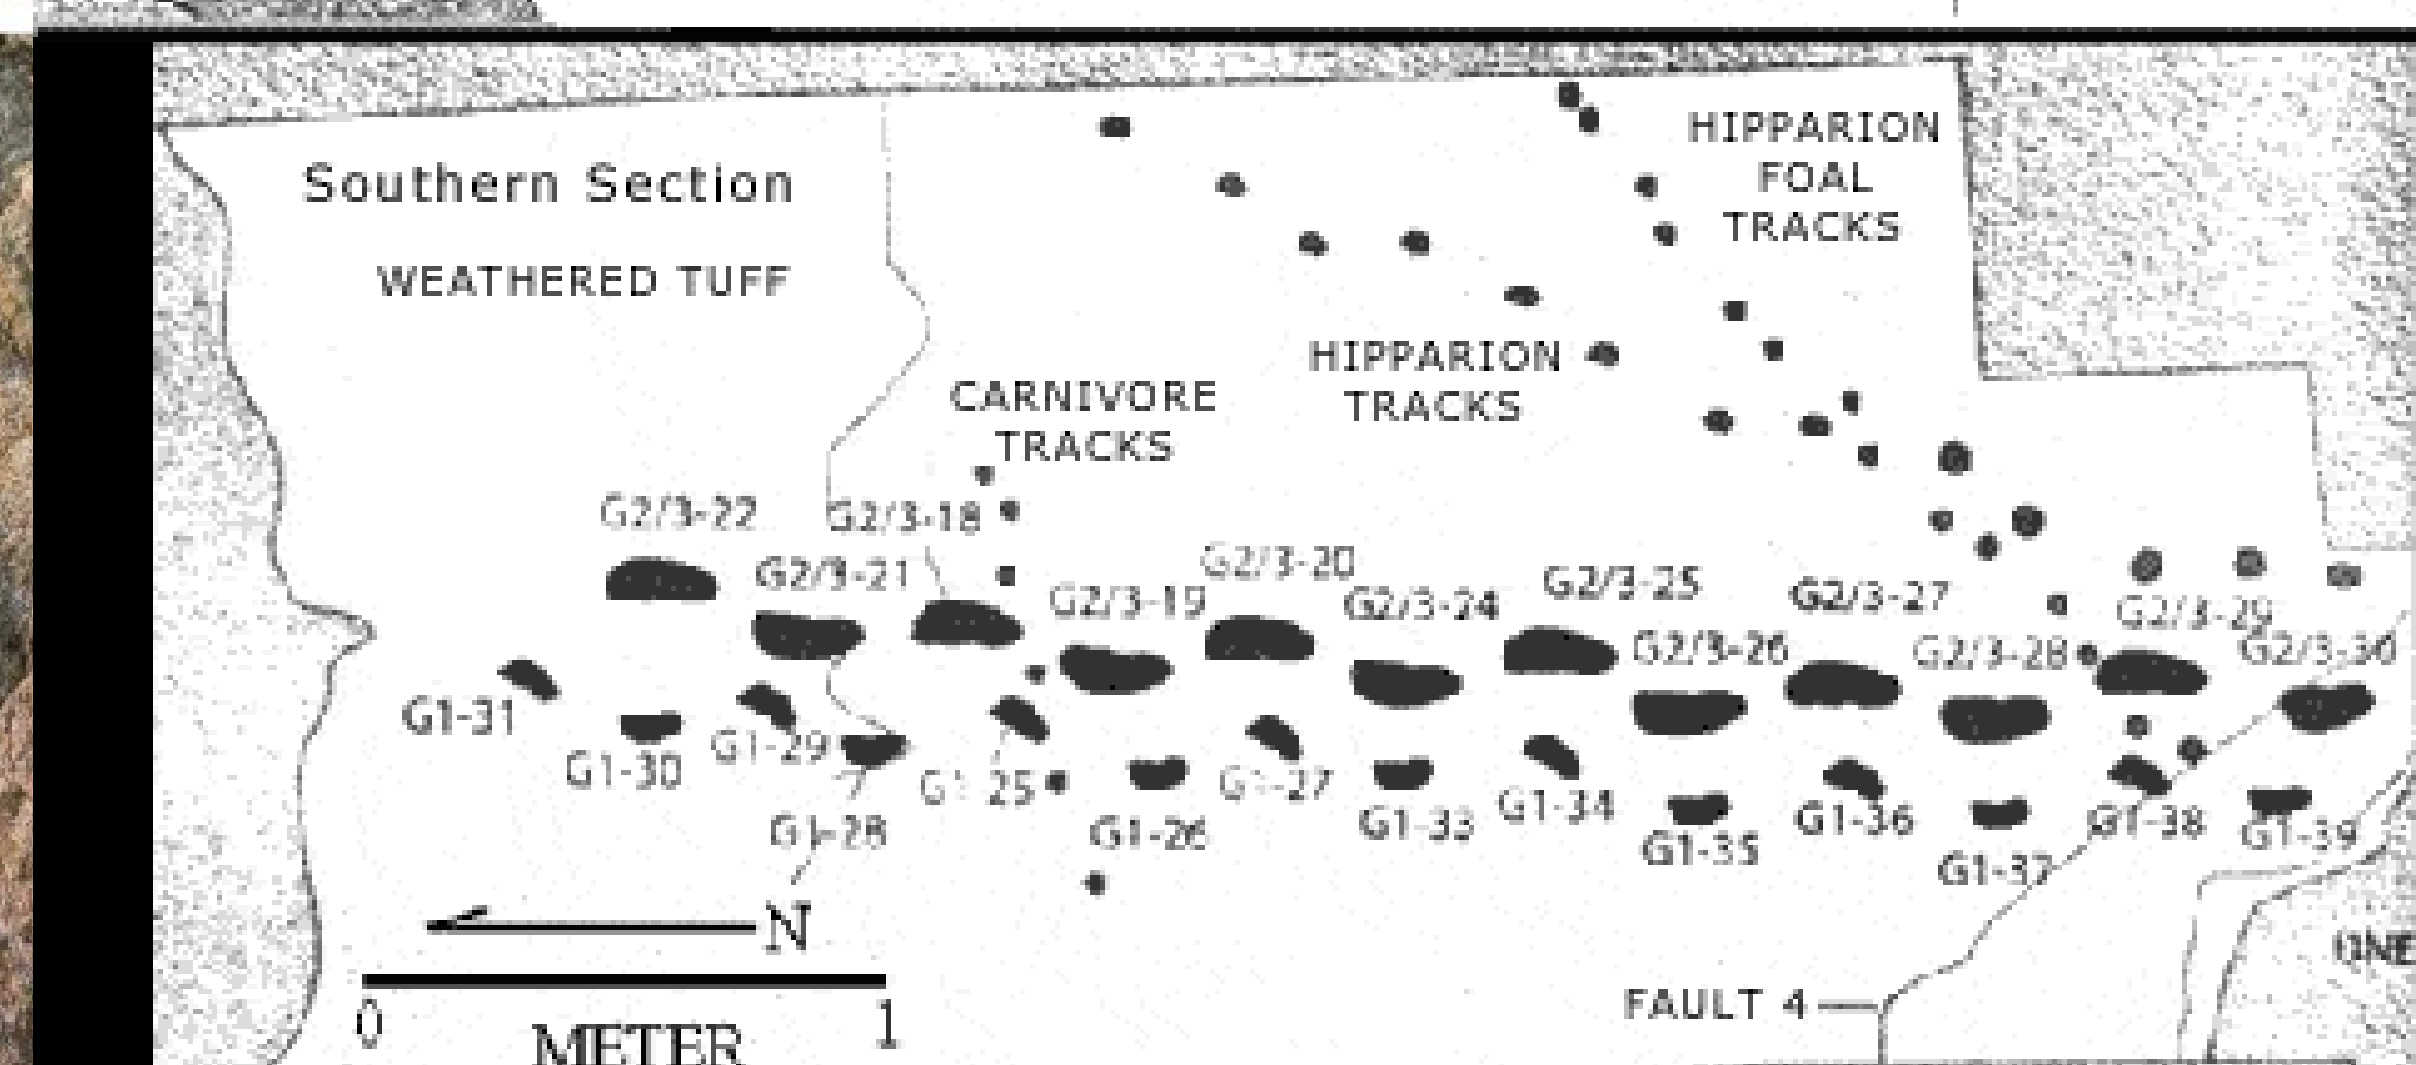 HIPPARION
FOAL
TRACKS
Southern Section
WEATHERED TUFF
HIPPARION
TRACKS
CARNIVORE
TRACKS
G2/3-22
G2/3-18
G2/3-21
G2/3-19
G2/3-20
G2/3-24
G2/3-25
G2/3-26
G2/3-27
G2/3-28
G2/3-29
G2/3-30
G1-31
G1-30
G1-29
G1-28
G1-25
G1-26
G1-27
G1-33
G1-34
G1-35
G1-36
G1-37
G1-38
G1-39
N
0 1
METER
FAULT 4